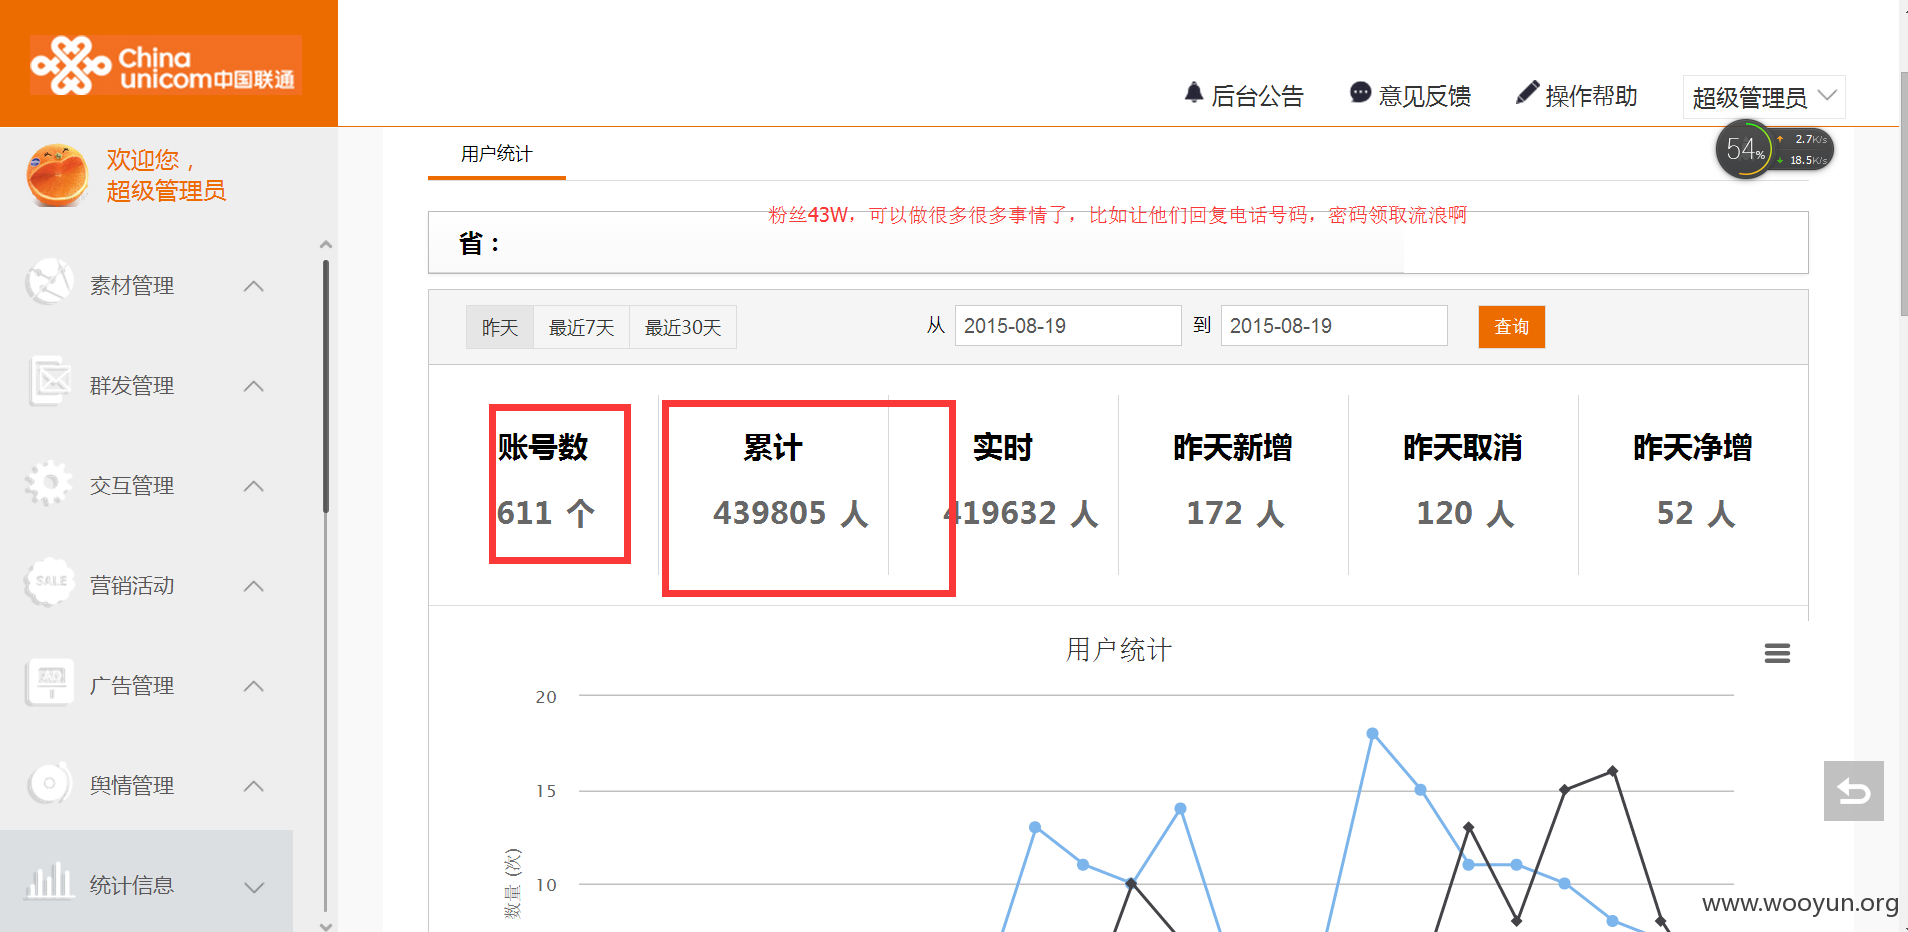 China
unicom中国联通
后台公告
意见反馈
操作帮助
超级管理员
54%
2.7K/s
18.5K/s
欢迎您，
超级管理员
用户统计
粉丝43W，可以做很多很多事情了，比如让他们回复电话号码，密码领取流浪啊
省：
素材管理
群发管理
交互管理
SALE
营销活动
AD
广告管理
舆情管理
统计信息
昨天
最近7天
最近30天
从
2015-08-19
到
2015-08-19
查询
账号数
累计
实时
昨天新增
昨天取消
昨天净增
611 个
439805 人
419632 人
172 人
120 人
52 人
用户统计
20
15
10
数量 (次)
www.wooyun.org